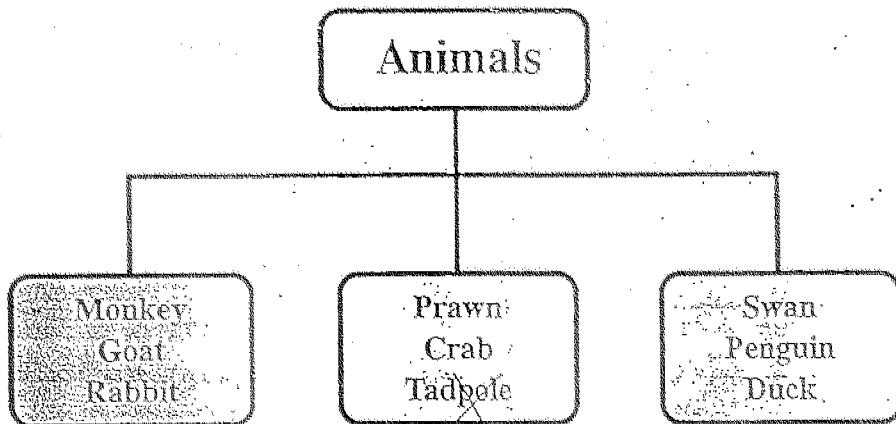 Animals
Monkey
Goat
Rabbit
Prawn
Crab
Tadpole
Swan
Penguin
Duck